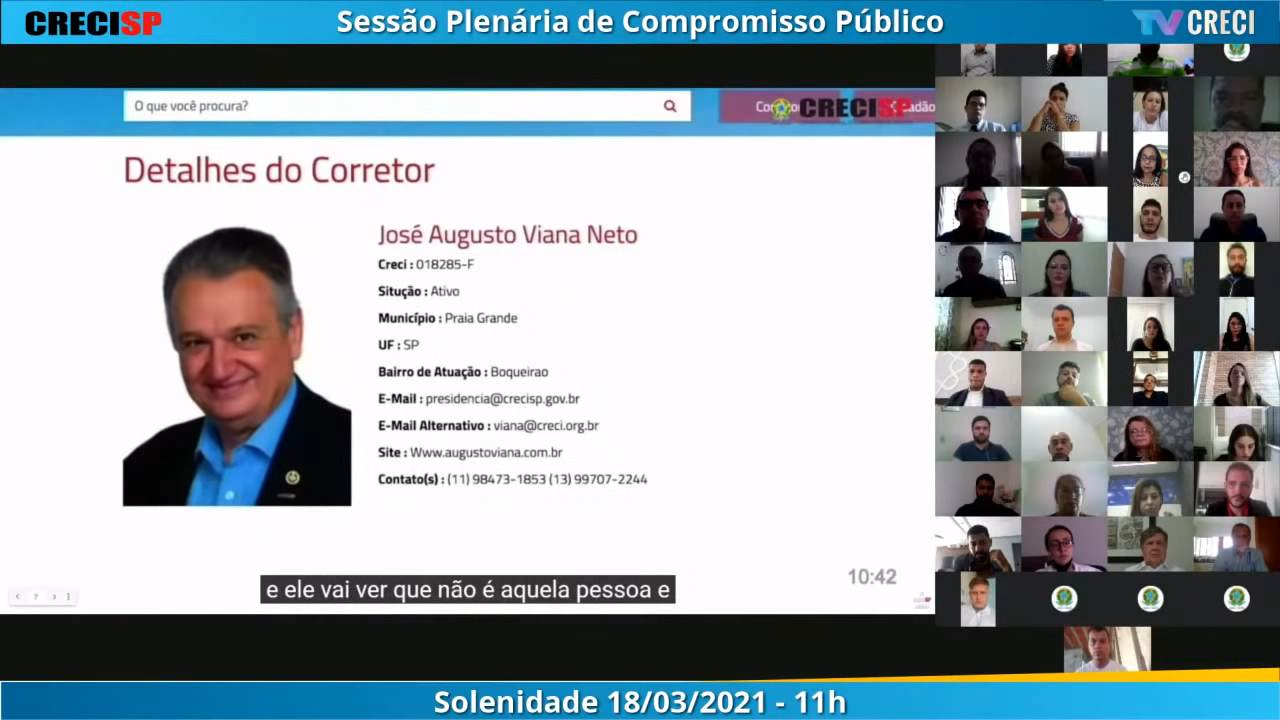 CRECISP
Sessão Plenária de Compromisso Público
TV CRECI
O que você procura?
CRECISP
Detalhes do Corretor
José Augusto Viana Neto
Creci : 018285-F
Situção : Ativo
Município : Praia Grande
UF : SP
Bairro de Atuação : Boqueirao
E-Mail : presidencia@crecisp.gov.br
E-Mail Alternativo : viana@creci.org.br
Site : Www.augustoviana.com.br
Contato(s) : (11) 98473-1853 (13) 99707-2244
10:42
e ele vai ver que não é aquela pessoa e
Solenidade 18/03/2021 - 11h